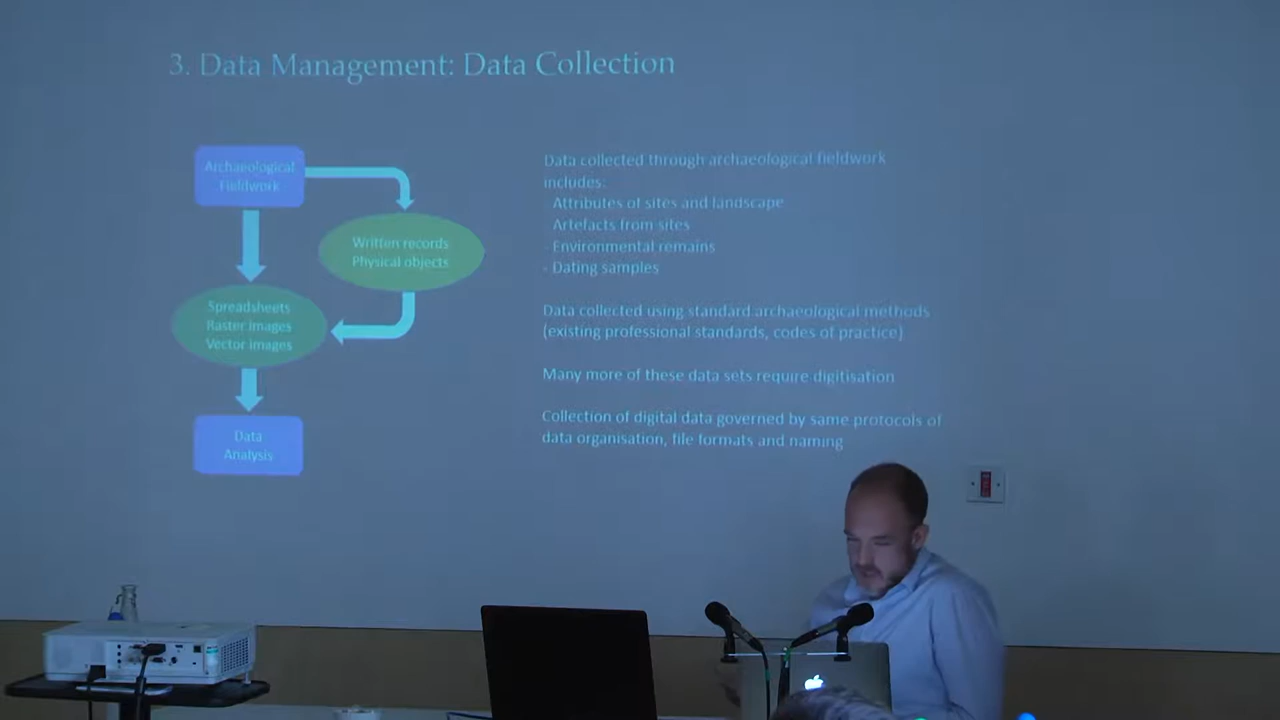 3. Data Management: Data Collection
Archaeological
Fieldwork
Written records
Physical objects
Spreadsheets
Raster images
Vector images
Data
Analysis
Data collected through archaeological fieldwork
includes:
- Attributes of sites and landscape
- Artefacts from sites
- Environmental remains
- Dating samples
Data collected using standard archaeological methods
(existing professional standards, codes of practice)
Many more of these data sets require digitisation
Collection of digital data governed by same protocols of
data organisation, file formats and naming